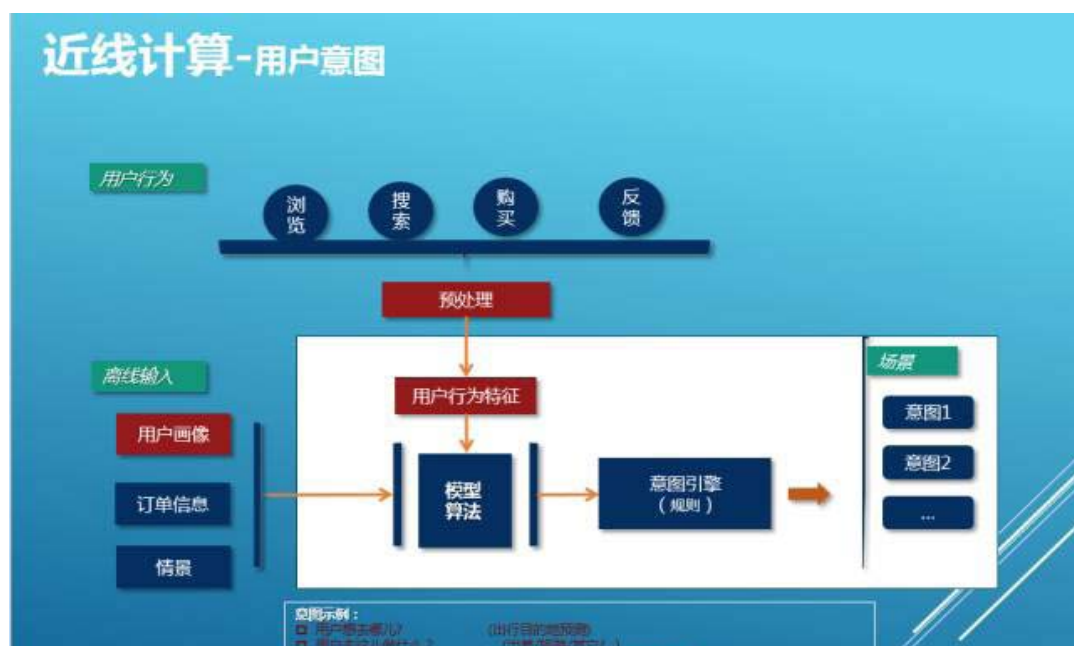 近线计算-用户意图
用户行为
浏览
搜索
购买
反馈
预处理
离线输入
场景
用户行为特征
用户画像
意图1
订单信息
模型
算法
意图引擎
（规则）
意图2
...
情景
意图示例：
用户想去哪儿? (出行目的地预测)